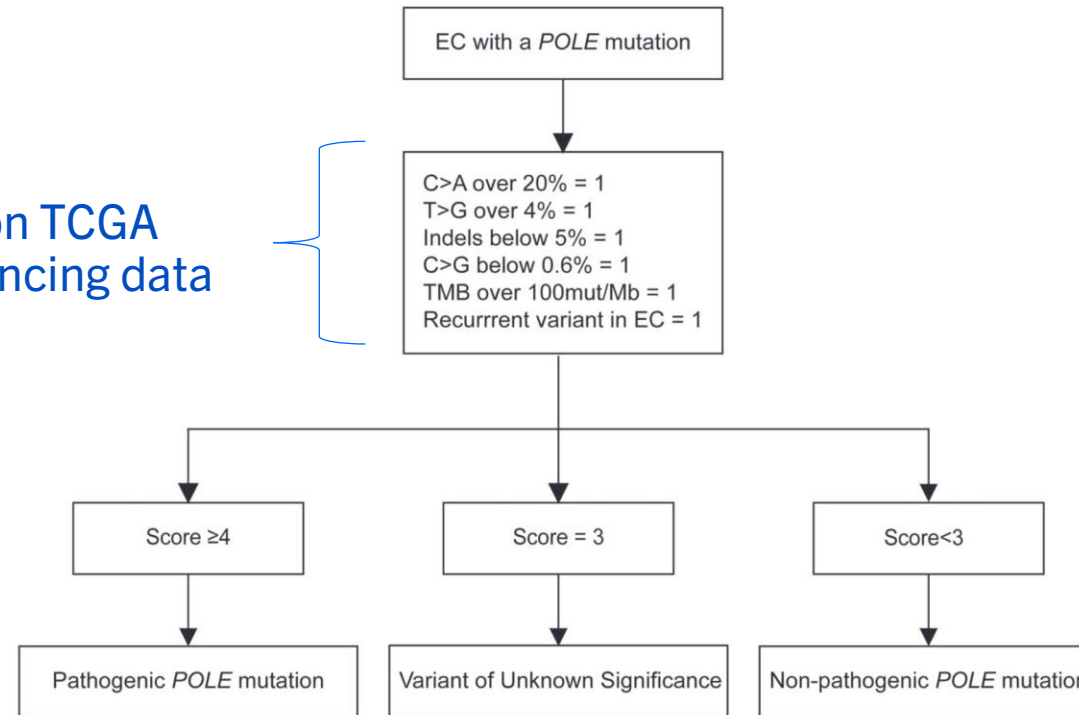 EC with a POLE mutation
on TCGA
ncing data
C>A over 20% = 1
T>G over 4% = 1
Indels below 5% = 1
C>G below 0.6% = 1
TMB over 100mut/Mb = 1
Recurrrent variant in EC = 1
Score ≥4
Score = 3
Score<3
Pathogenic POLE mutation
Variant of Unknown Significance
Non-pathogenic POLE mutation